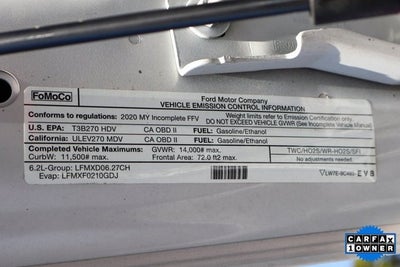 FoMoCo
Ford Motor Company
VEHICLE EMISSION CONTROL INFORMATION
Conforms to regulations: 2020 MY Incomplete FFV
Weight limits refer to Emission Certification only.
DO NOT EXCEED VEHICLE GVWR (See Incomplete Vehicle Manual)
U.S. EPA: T3B270 HDV CA OBD II FUEL: Gasoline/Ethanol
California: ULEV270 MDV CA OBD II FUEL: Gasoline/Ethanol
Completed Vehicle Maximums: GVWR: 14,000# max.
TWC/HO2S/WR-HO2S/SFI
CurbW: 11,500# max. Frontal Area: 72.0 ft2 max.
No adjustments needed.
6.2L-Group: LFMXD06.27CH
Evap: LFMXF0210GDJ
EYB
CARFAX
1 OWNER